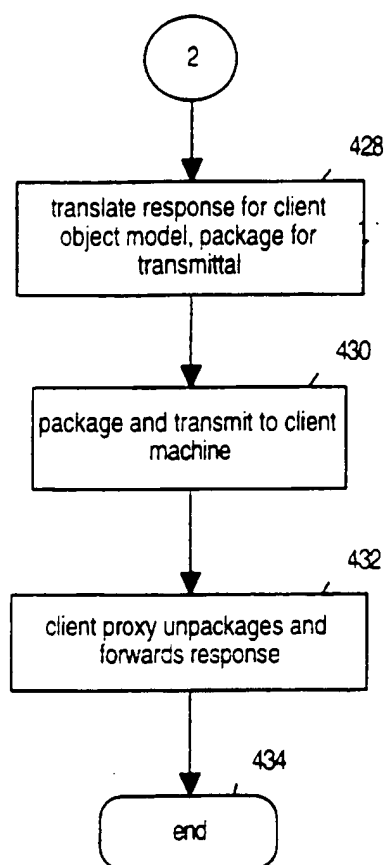 2
428
translate response for client
object model, package for
transmittal
430
package and transmit to client
machine
432
client proxy unpackages and
forwards response
434
end